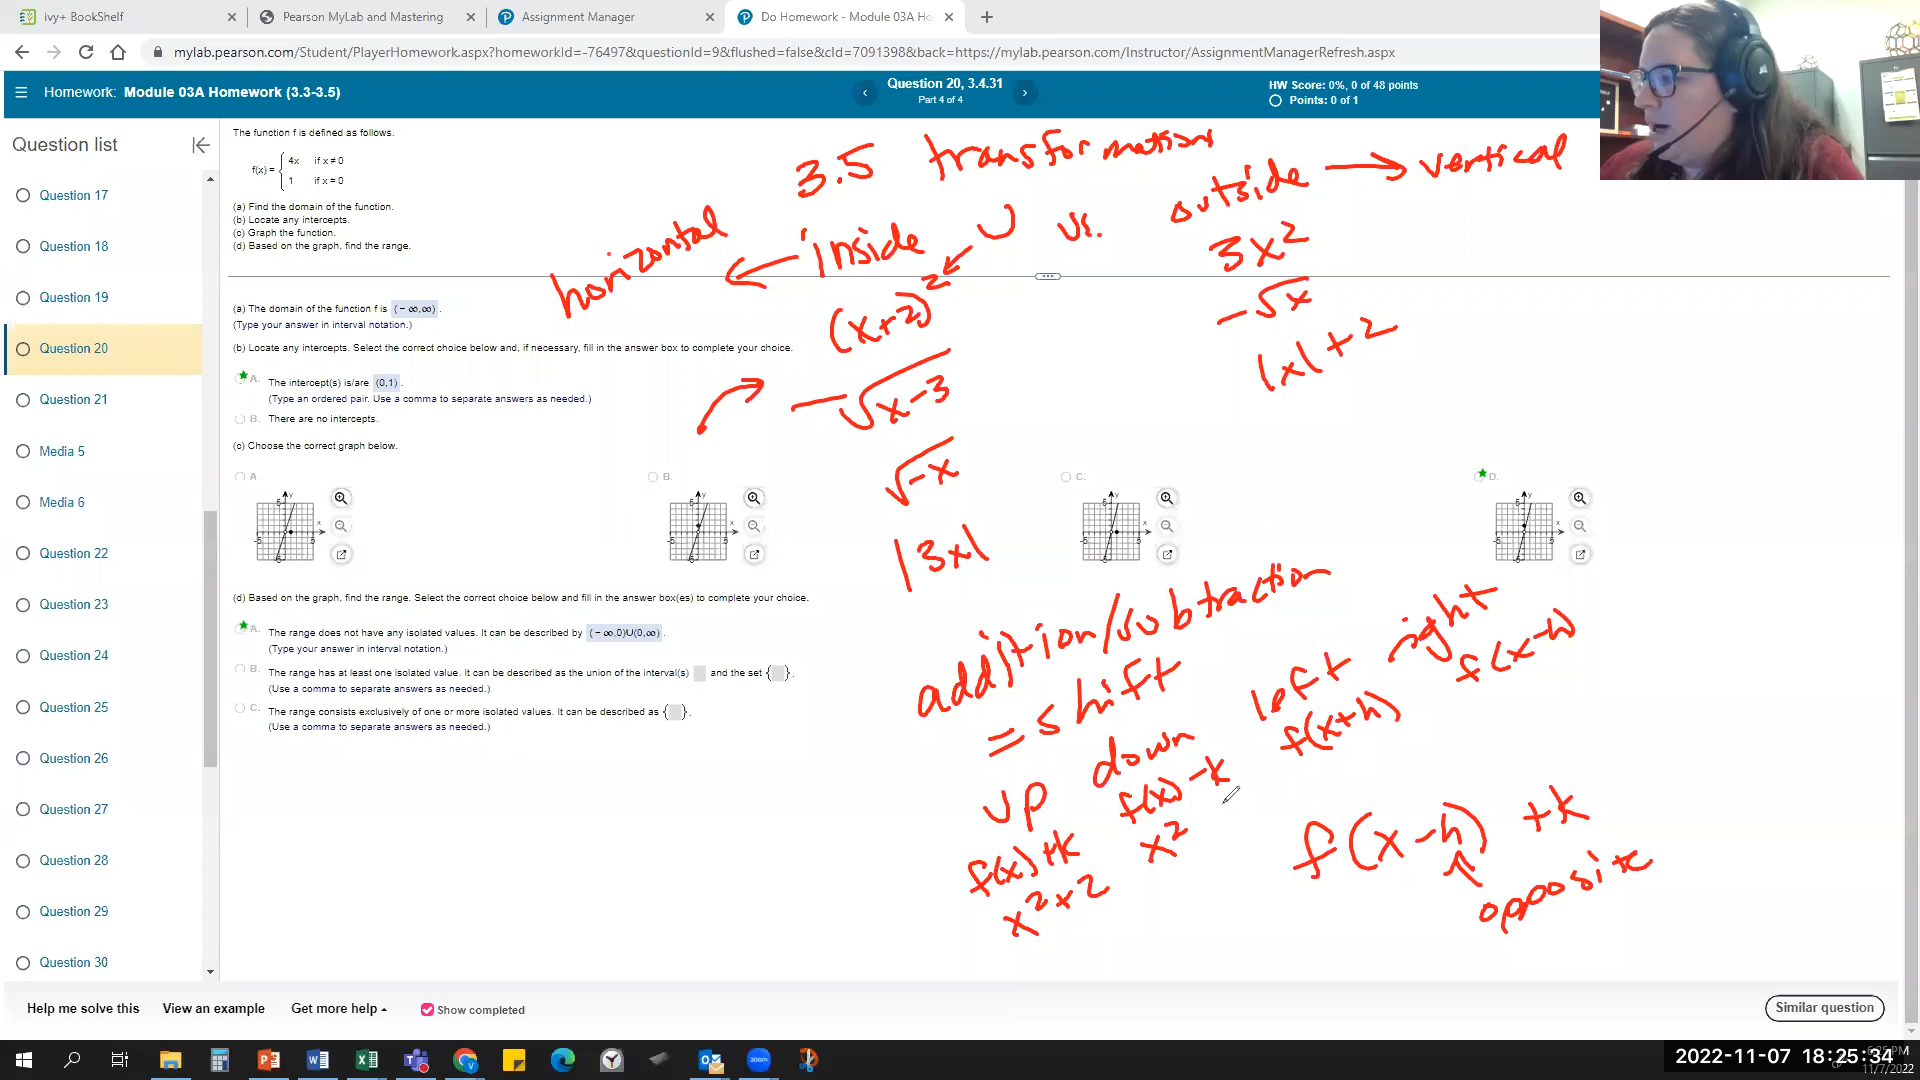 ivy+ BookShelf
Pearson MyLab and Mastering
Assignment Manager
Do Homework - Module 03A Ho
mylab.pearson.com/Student/PlayerHomework.aspx?homeworkId=-76497&questionId=9&flushed=false&cId=7091398&back=https://mylab.pearson.com/Instructor/AssignmentManagerRefresh.aspx
Homework: Module 03A Homework (3.3-3.5)
Question 20, 3.4.31
Part 4 of 4
HW Score: 0%, 0 of 48 points
Points: 0 of 1
Question list
Question 17
Question 18
Question 19
Question 20
Question 21
Media 5
Media 6
Question 22
Question 23
Question 24
Question 25
Question 26
Question 27
Question 28
Question 29
Question 30
The function f is defined as follows.
f(x) = { 4x if x ≠ 0
1 if x = 0
(a) Find the domain of the function.
(b) Locate any intercepts.
(c) Graph the function.
(d) Based on the graph, find the range.
(a) The domain of the function f is (-∞,∞).
(Type your answer in interval notation.)
(b) Locate any intercepts. Select the correct choice below and, if necessary, fill in the answer box to complete your choice.
A. The intercept(s) is/are (0,1).
(Type an ordered pair. Use a comma to separate answers as needed.)
B. There are no intercepts.
(c) Choose the correct graph below.
A.
B.
C.
D.
(d) Based on the graph, find the range. Select the correct choice below and fill in the answer box(es) to complete your choice.
A. The range does not have any isolated values. It can be described by (-∞,0)∪(0,∞).
(Type your answer in interval notation.)
B. The range has at least one isolated value. It can be described as the union of the interval(s) and the set { }.
(Use a comma to separate answers as needed.)
C. The range consists exclusively of one or more isolated values. It can be described as { }.
(Use a comma to separate answers as needed.)
3.5 transformations
horizontal ← inside () vs. outside → vertical
(x+2)²
-√x-3
√-x
|3x|
3x²
-√x
|x|+2
addition/subtraction
= shift
up
f(x)+k
x²+2
down
f(x)-k
x²
left
f(x+h)
right
f(x-h)
f(x-h) +k
opposite
Help me solve this
View an example
Get more help
Show completed
Similar question
2022-11-07 18:25:34
11/7/2022